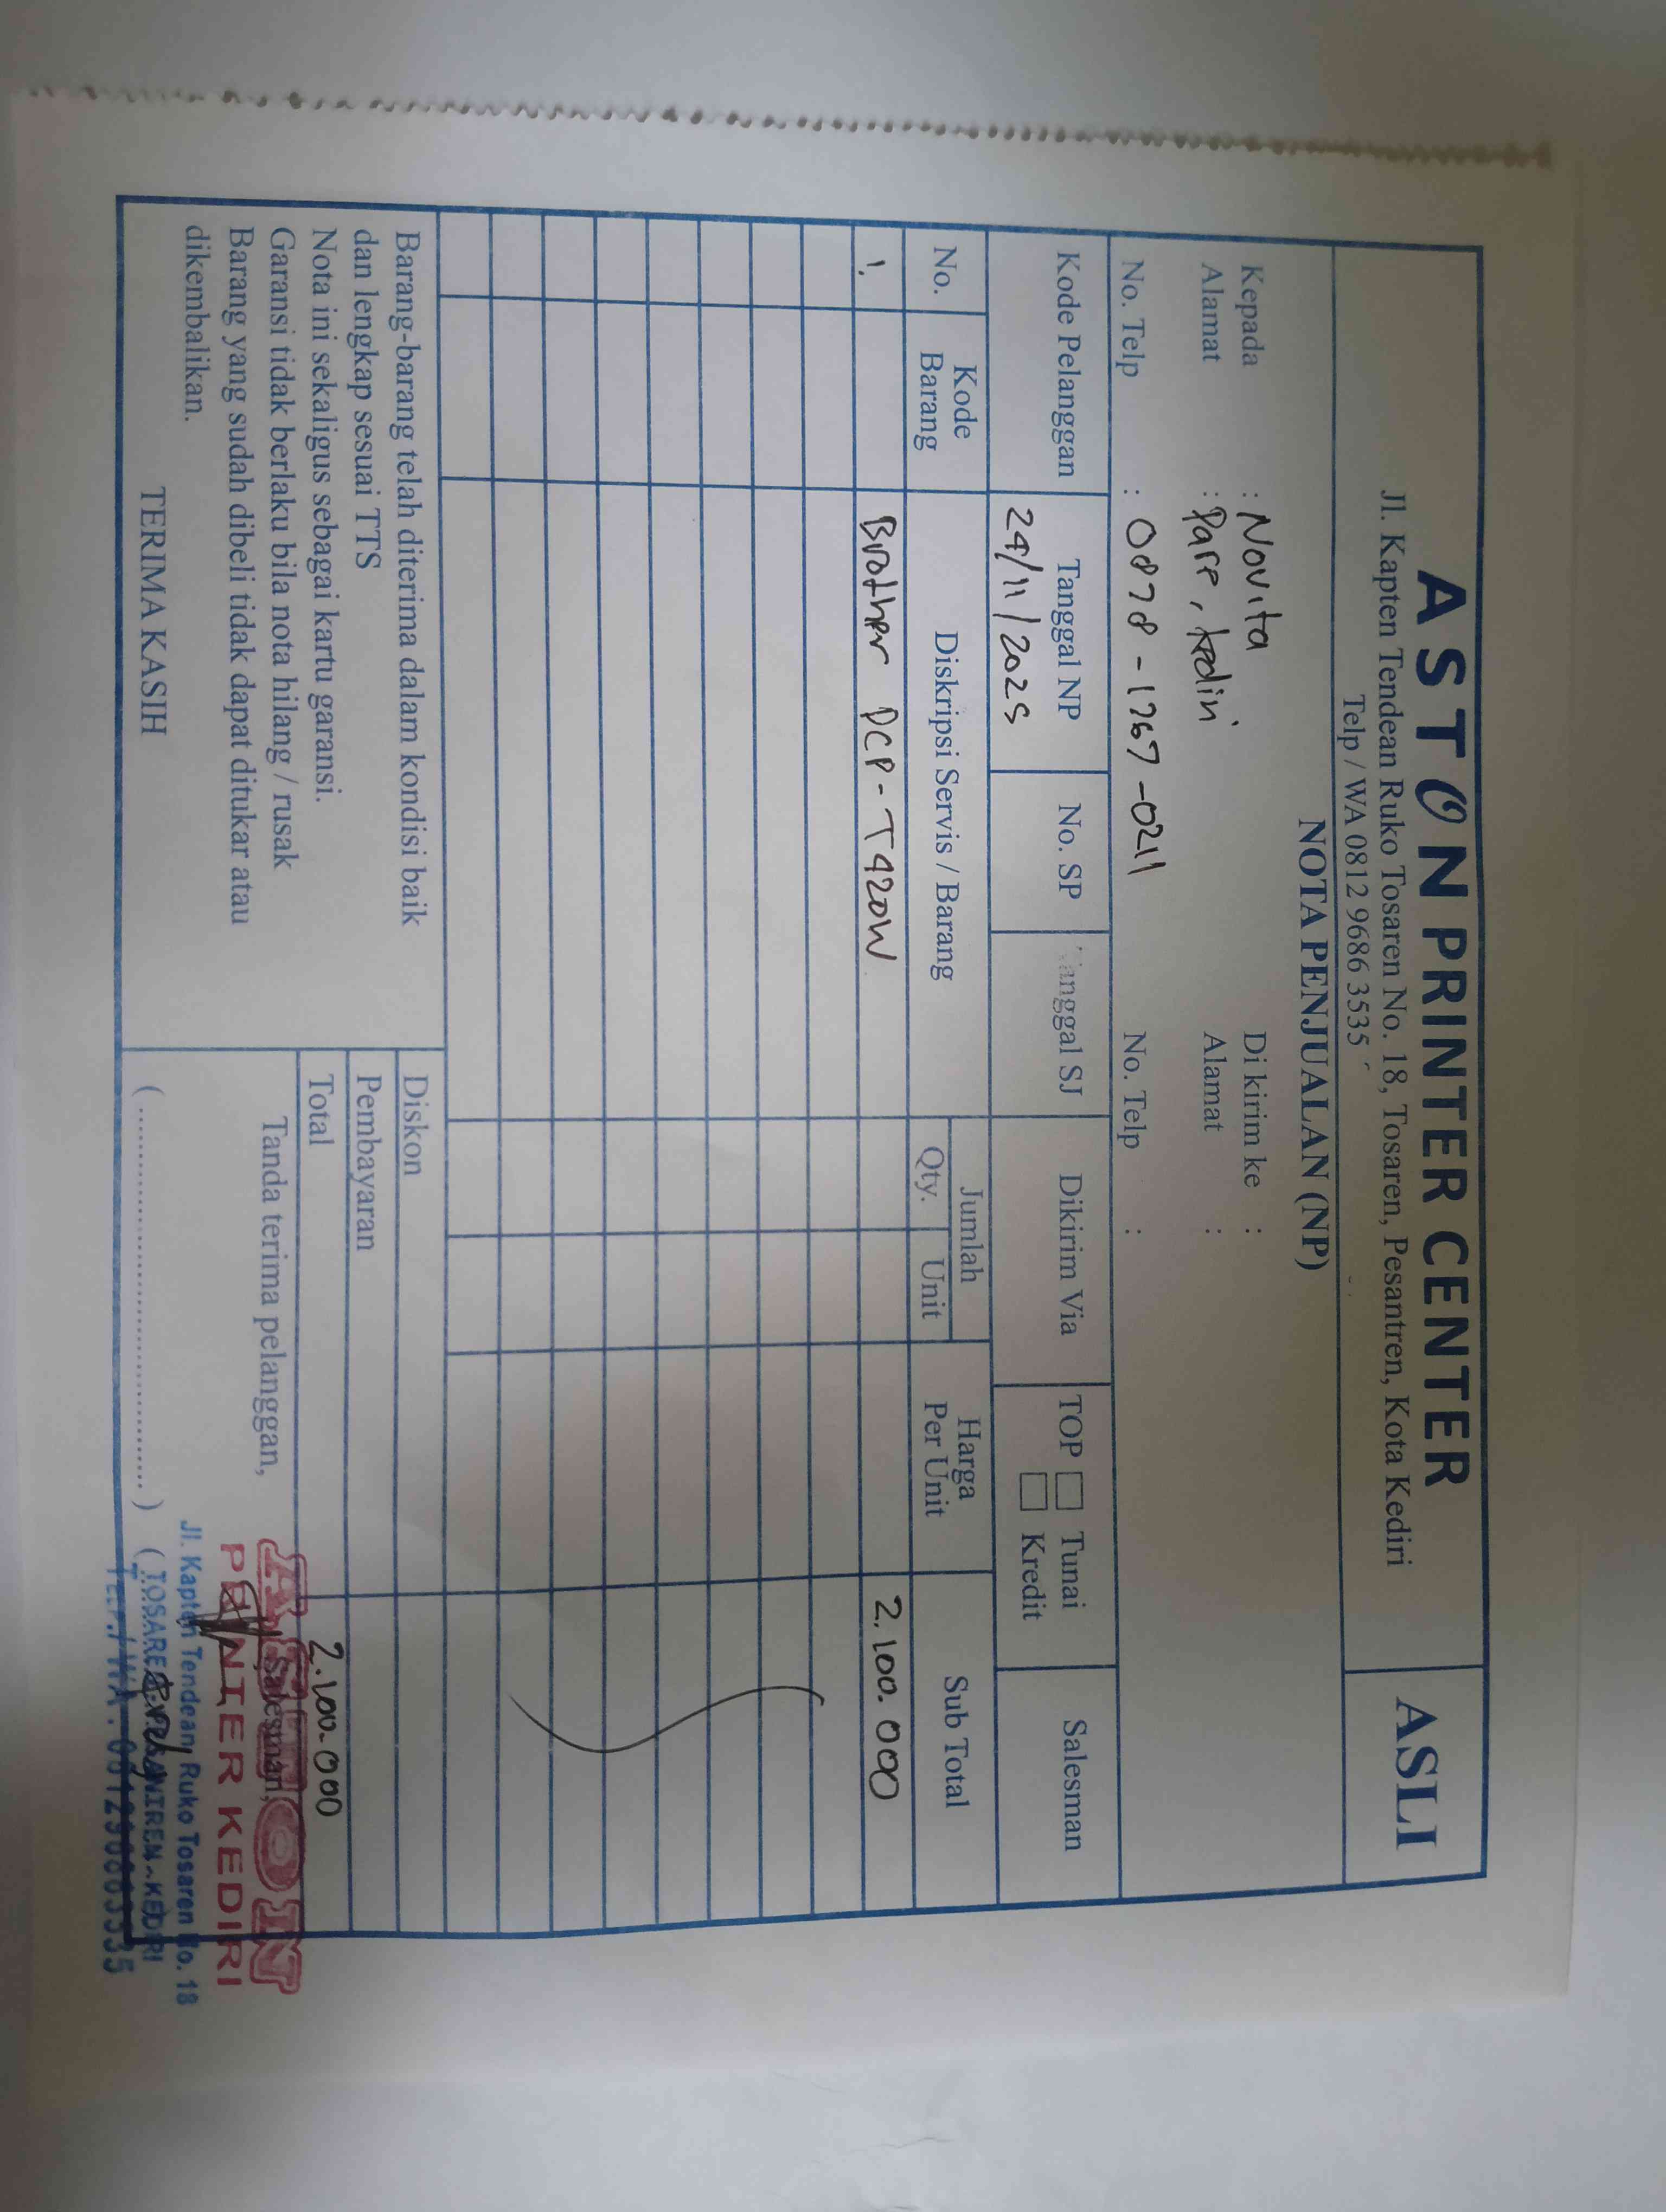 ASTON PRINTER CENTER
Jl. Kapten Tendean Ruko Tosaren No. 18, Tosaren, Pesantren, Kota Kediri
Telp / WA 0812 9686 3535
ASLI
NOTA PENJUALAN (NP)
Kepada : Novita
Alamat : Pare, Kediri
No. Telp : 0878-1767-0211
Di kirim ke :
Alamat :
No. Telp :
Kode Pelanggan Tanggal NP No. SP Tanggal SJ Dikirim Via TOP Tunai Salesman
24/11/2025 Kredit
No. Kode Barang Diskripsi Servis / Barang Jumlah Qty. Unit Harga Per Unit Sub Total
1. Brother DCP-T420W 2.100.000
Barang-barang telah diterima dalam kondisi baik
dan lengkap sesuai TTS
Nota ini sekaligus sebagai kartu garansi.
Garansi tidak berlaku bila nota hilang / rusak
Barang yang sudah dibeli tidak dapat ditukar atau
dikembalikan.
TERIMA KASIH
Diskon
Pembayaran
Total 2.100.000
Tanda terima pelanggan,
Salesman,
ASTON
PRINTER KEDIRI
Jl. Kapten Tendean, Ruko Tosaren No. 18